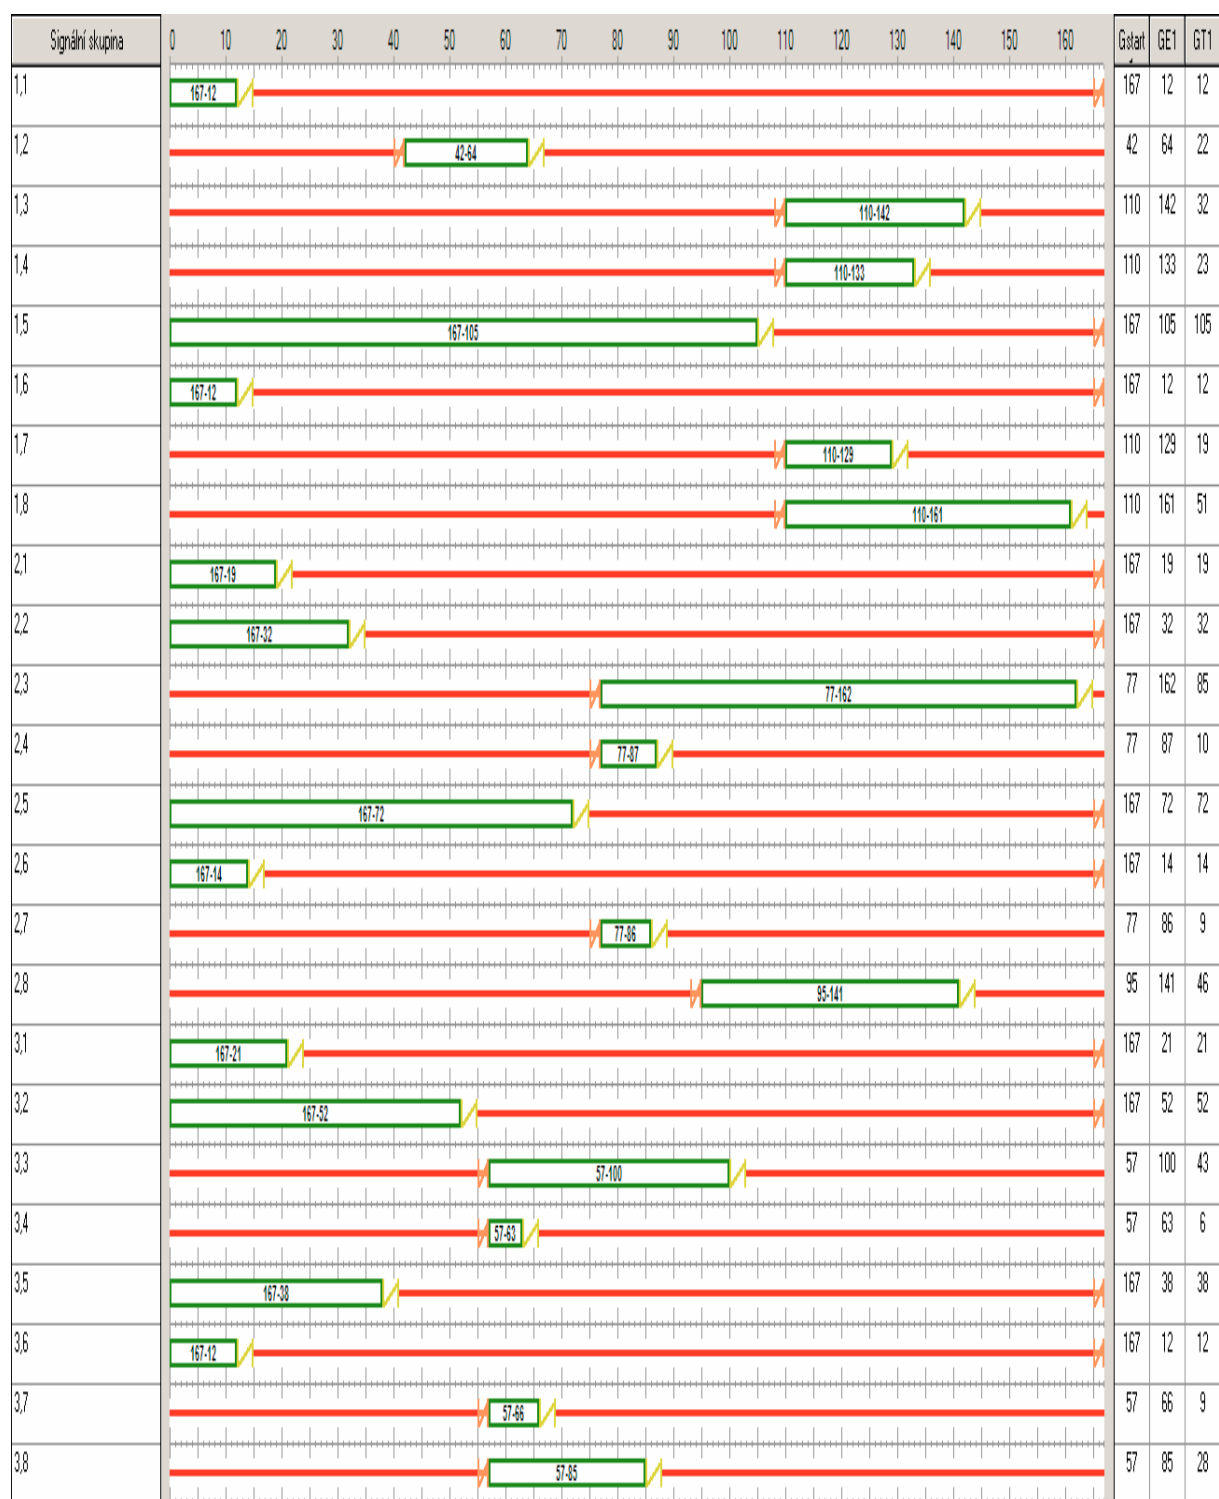 Signální skupina 0 10 20 30 40 50 60 70 80 90 100 110 120 130 140 150 160 Gstart GE1 GT1
1,1 167-12 167 12 12
1,2 42-64 42 64 22
1,3 110-142 110 142 32
1,4 110-133 110 133 23
1,5 167-105 167 105 105
1,6 167-12 167 12 12
1,7 110-129 110 129 19
1,8 110-161 110 161 51
2,1 167-19 167 19 19
2,2 167-32 167 32 32
2,3 77-162 77 162 85
2,4 77-87 77 87 10
2,5 167-72 167 72 72
2,6 167-14 167 14 14
2,7 77-86 77 86 9
2,8 95-141 95 141 46
3,1 167-21 167 21 21
3,2 167-52 167 52 52
3,3 57-100 57 100 43
3,4 57-63 57 63 6
3,5 167-38 167 38 38
3,6 167-12 167 12 12
3,7 57-66 57 66 9
3,8 57-85 57 85 28